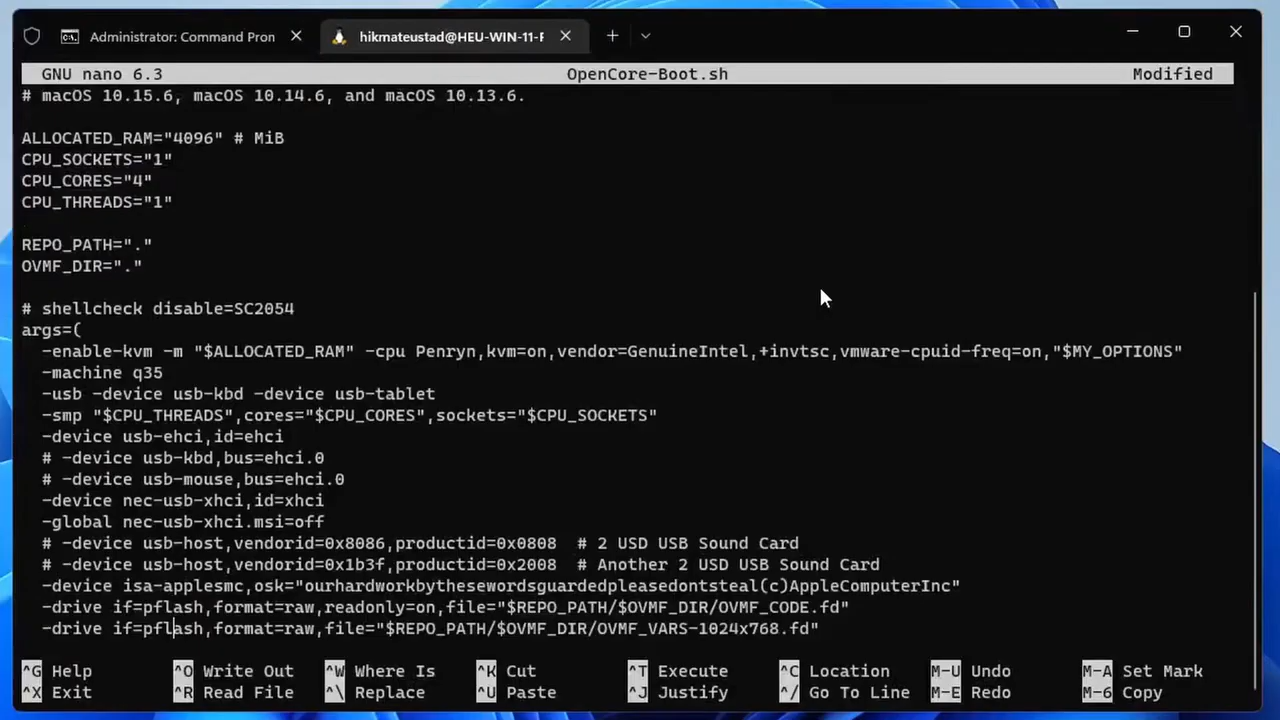 Administrator: Command Pron
hikmateustad@HEU-WIN-11-F
GNU nano 6.3 OpenCore-Boot.sh Modified
# macOS 10.15.6, macOS 10.14.6, and macOS 10.13.6.
ALLOCATED_RAM="4096" # MiB
CPU_SOCKETS="1"
CPU_CORES="4"
CPU_THREADS="1"
REPO_PATH="."
OVMF_DIR="."
# shellcheck disable=SC2054
args=(
-enable-kvm -m "$ALLOCATED_RAM" -cpu Penryn,kvm=on,vendor=GenuineIntel,+invtsc,vmware-cpuid-freq=on,"$MY_OPTIONS"
-machine q35
-usb -device usb-kbd -device usb-tablet
-smp "$CPU_THREADS",cores="$CPU_CORES",sockets="$CPU_SOCKETS"
-device usb-ehci,id=ehci
# -device usb-kbd,bus=ehci.0
# -device usb-mouse,bus=ehci.0
-device nec-usb-xhci,id=xhci
-global nec-usb-xhci.msi=off
# -device usb-host,vendorid=0x8086,productid=0x0808 # 2 USD USB Sound Card
# -device usb-host,vendorid=0x1b3f,productid=0x2008 # Another 2 USD USB Sound Card
-device isa-applesmc,osk="ourhardworkbythesewordsguardedpleasedontsteal(c)AppleComputerInc"
-drive if=pflash,format=raw,readonly=on,file="$REPO_PATH/$OVMF_DIR/OVMF_CODE.fd"
-drive if=pflash,format=raw,file="$REPO_PATH/$OVMF_DIR/OVMF_VARS-1024x768.fd"
^G Help ^O Write Out ^W Where Is ^K Cut ^T Execute ^C Location M-U Undo M-A Set Mark
^X Exit ^R Read File ^\ Replace ^U Paste ^J Justify ^/ Go To Line M-E Redo M-6 Copy